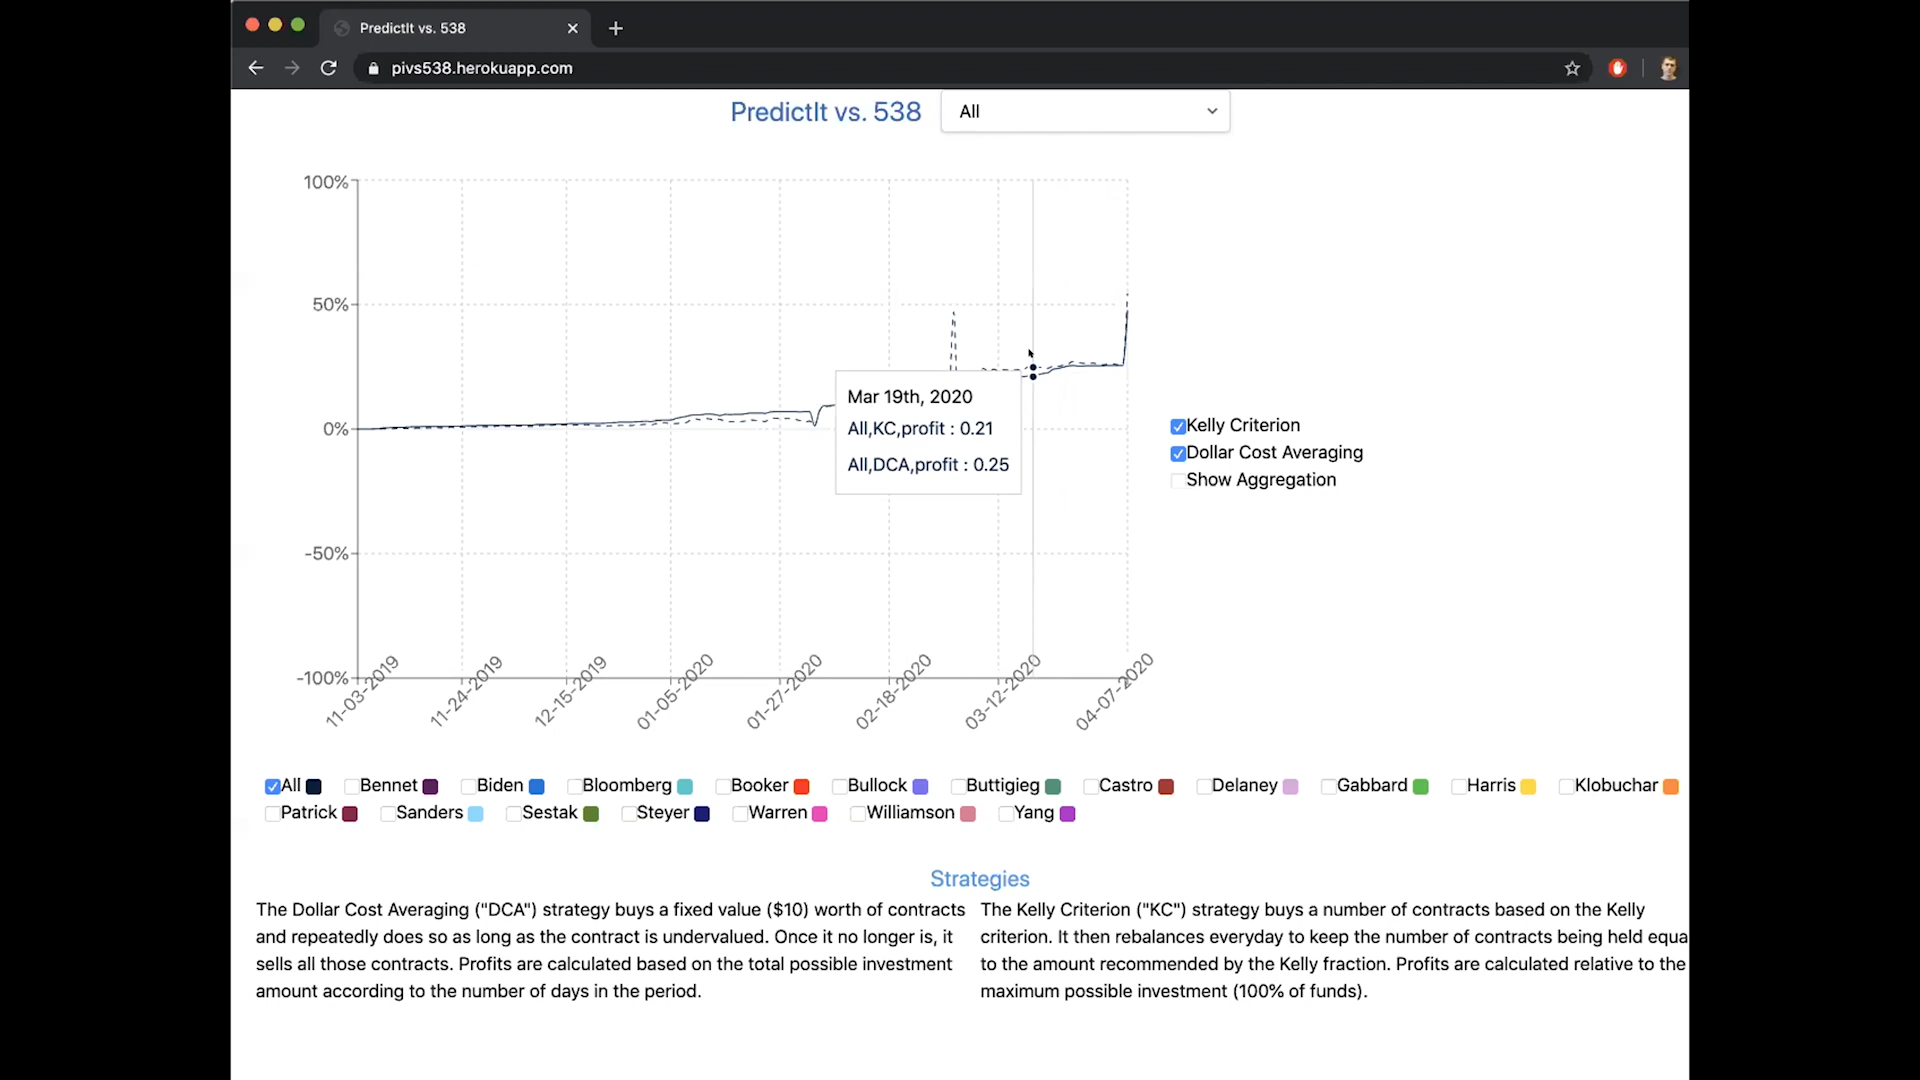 PredictIt vs. 538
pivs538.herokuapp.com
PredictIt vs. 538
All
100%
50%
0%
-50%
-100%
Mar 19th, 2020
All,KC,profit : 0.21
All,DCA,profit : 0.25
Kelly Criterion
Dollar Cost Averaging
Show Aggregation
11-03-2019
11-24-2019
12-15-2019
01-05-2020
01-27-2020
02-18-2020
03-12-2020
04-07-2020
All Bennet Biden Bloomberg Booker Bullock Buttigieg Castro Delaney Gabbard Harris Klobuchar
Patrick Sanders Sestak Steyer Warren Williamson Yang
Strategies
The Dollar Cost Averaging ("DCA") strategy buys a fixed value ($10) worth of contracts
and repeatedly does so as long as the contract is undervalued. Once it no longer is, it
sells all those contracts. Profits are calculated based on the total possible investment
amount according to the number of days in the period.
The Kelly Criterion ("KC") strategy buys a number of contracts based on the Kelly
criterion. It then rebalances everyday to keep the number of contracts being held equa
to the amount recommended by the Kelly fraction. Profits are calculated relative to the
maximum possible investment (100% of funds).